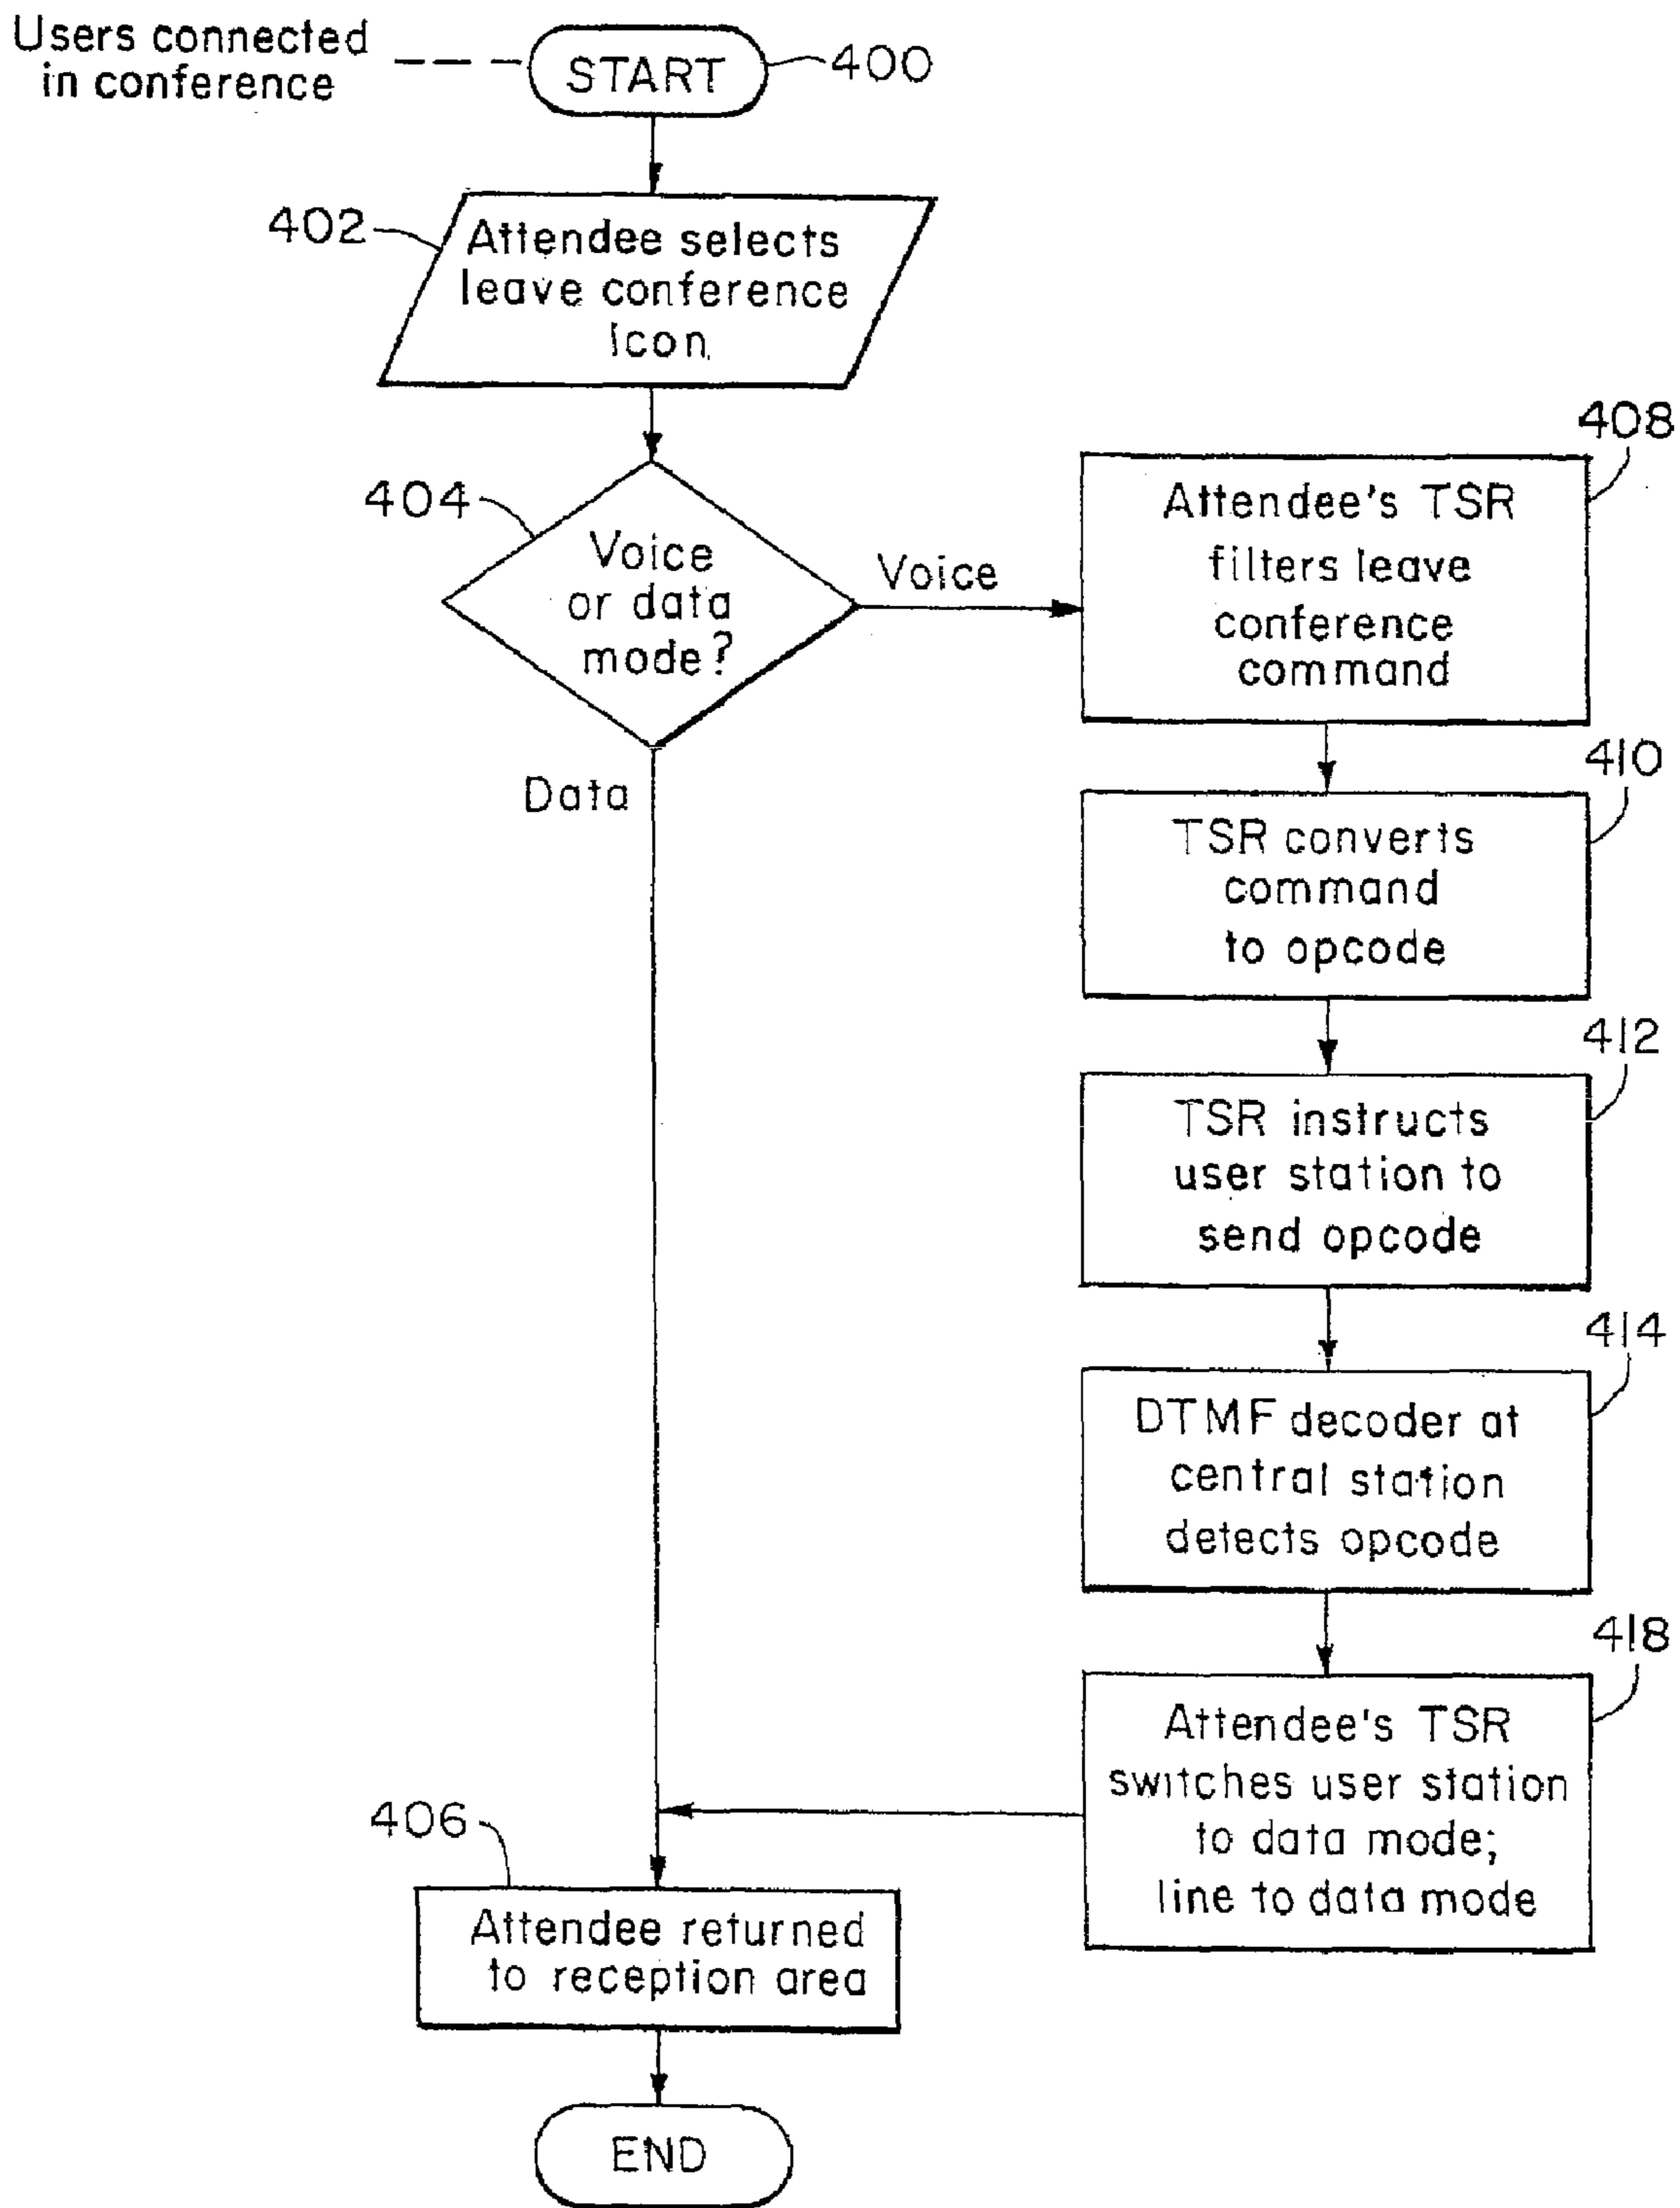 Users connected
in conference
START
400
402
Attendee selects
leave conference
Icon
404
Voice
or data
mode?
Voice
Data
408
Attendee's TSR
filters leave
conference
command
410
TSR converts
command
to opcode
412
TSR instructs
user station to
send opcode
414
DTMF decoder at
central station
detects opcode
418
Attendee's TSR
switches user station
to data mode;
line to data mode
406
Attendee returned
to reception area
END